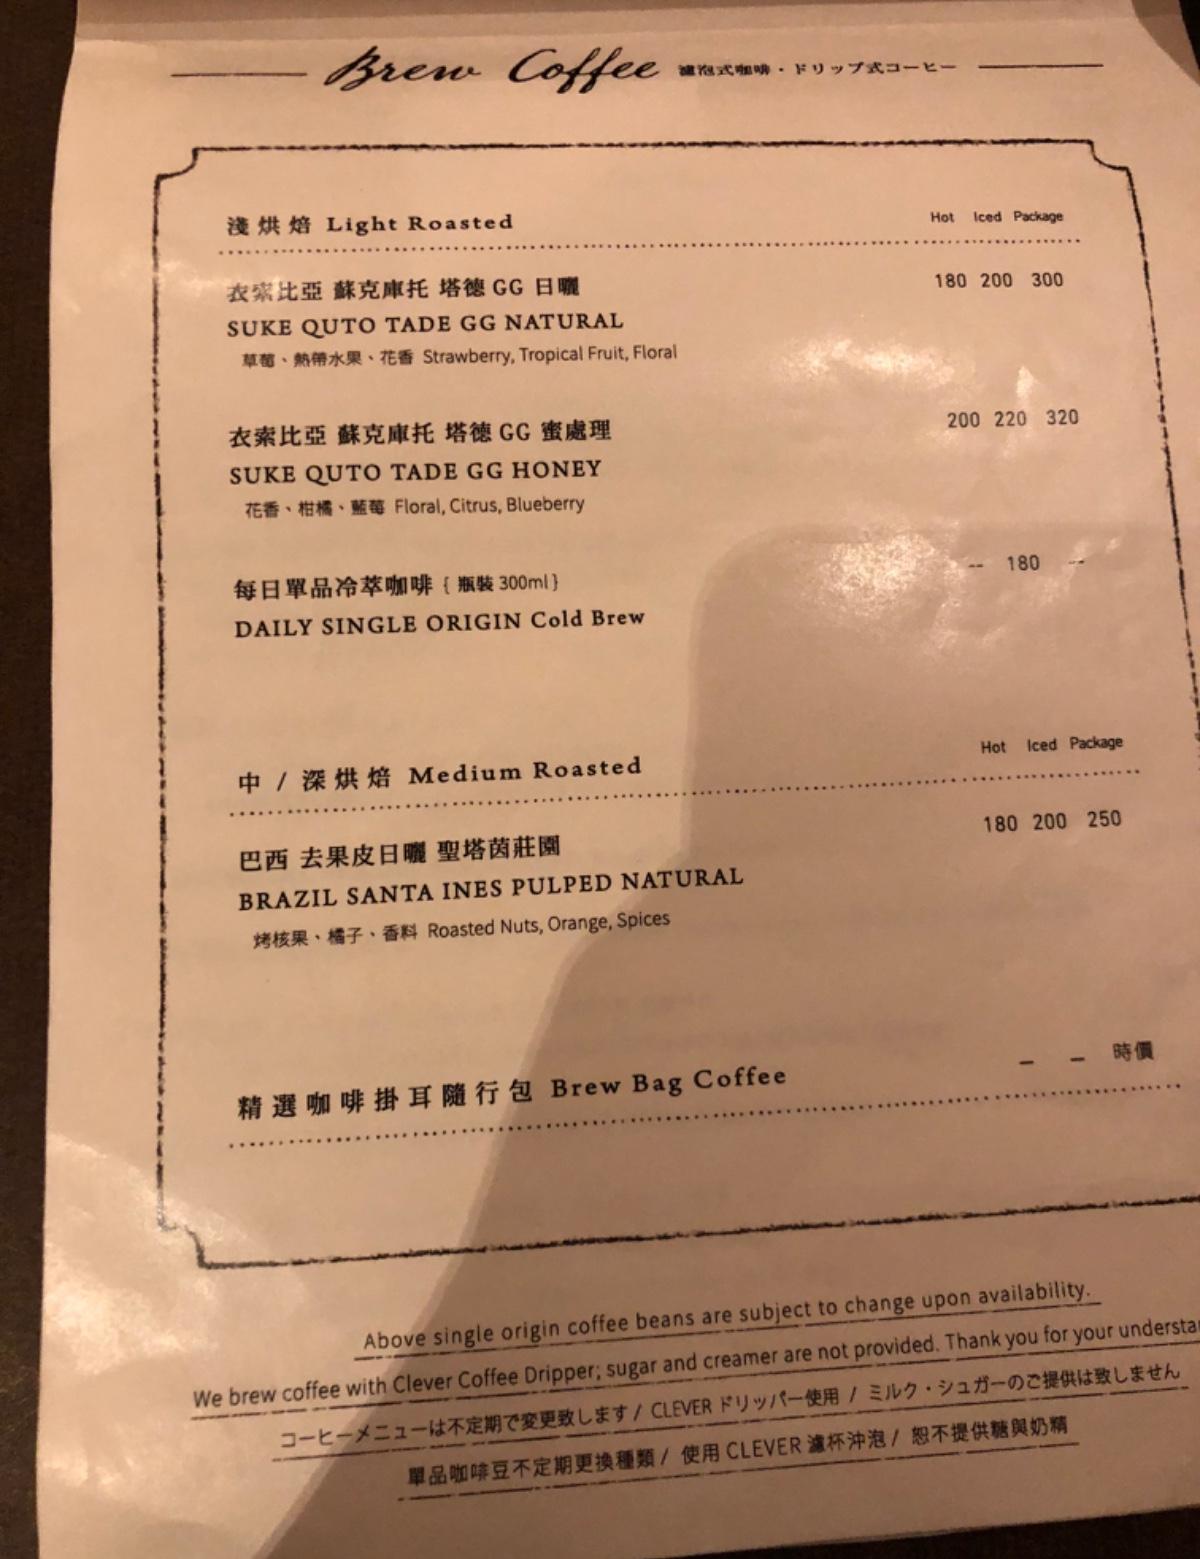 Brew Coffee 濾泡式咖啡・ドリップ式コーヒー
淺烘焙 Light Roasted Hot Iced Package
衣索比亞 蘇克庫托 塔德 GG 日曬 180 200 300
SUKE QUTO TADE GG NATURAL
草莓、熱帶水果、花香 Strawberry, Tropical Fruit, Floral
衣索比亞 蘇克庫托 塔德 GG 蜜處理 200 220 320
SUKE QUTO TADE GG HONEY
花香、柑橘、藍莓 Floral, Citrus, Blueberry
每日單品冷萃咖啡 { 瓶裝 300ml } -- 180 --
DAILY SINGLE ORIGIN Cold Brew
中 / 深烘焙 Medium Roasted Hot Iced Package
巴西 去果皮日曬 聖塔茵莊園 180 200 250
BRAZIL SANTA INES PULPED NATURAL
烤核果、橘子、香料 Roasted Nuts, Orange, Spices
精選咖啡掛耳隨行包 Brew Bag Coffee – – 時價
Above single origin coffee beans are subject to change upon availability.
We brew coffee with Clever Coffee Dripper; sugar and creamer are not provided. Thank you for your understa
コーヒーメニューは不定期で変更致します / CLEVER ドリッパー使用 / ミルク・シュガーのご提供は致しません
單品咖啡豆不定期更換種類 / 使用 CLEVER 濾杯沖泡 / 恕不提供糖與奶精